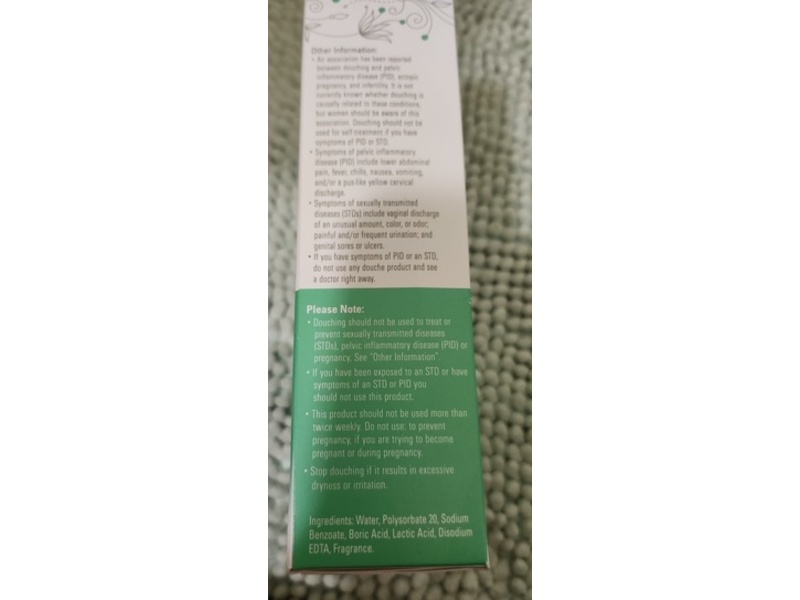 Other Information:
• An association has been reported
between douching and pelvic
inflammatory disease (PID), ectopic
pregnancy, and infertility. It is not
currently known whether douching is
causally related to these conditions,
but women should be aware of this
association. Douching should not be
used for self-treatment if you have
symptoms of PID or STD.
• Symptoms of pelvic inflammatory
disease (PID) include lower abdominal
pain, fever, chills, nausea, vomiting,
and/or a pus-like yellow cervical
discharge.
• Symptoms of sexually transmitted
diseases (STDs) include vaginal discharge
of an unusual amount, color, or odor;
painful and/or frequent urination; and
genital sores or ulcers.
• If you have symptoms of PID or an STD,
do not use any douche product and see
a doctor right away.
Please Note:
• Douching should not be used to treat or
prevent sexually transmitted diseases
(STDs), pelvic inflammatory disease (PID) or
pregnancy. See "Other Information".
• If you have been exposed to an STD or have
symptoms of an STD or PID you
should not use this product.
• This product should not be used more than
twice weekly. Do not use: to prevent
pregnancy, if you are trying to become
pregnant or during pregnancy.
• Stop douching if it results in excessive
dryness or irritation.
Ingredients: Water, Polysorbate 20, Sodium
Benzoate, Boric Acid, Lactic Acid, Disodium
EDTA, Fragrance.